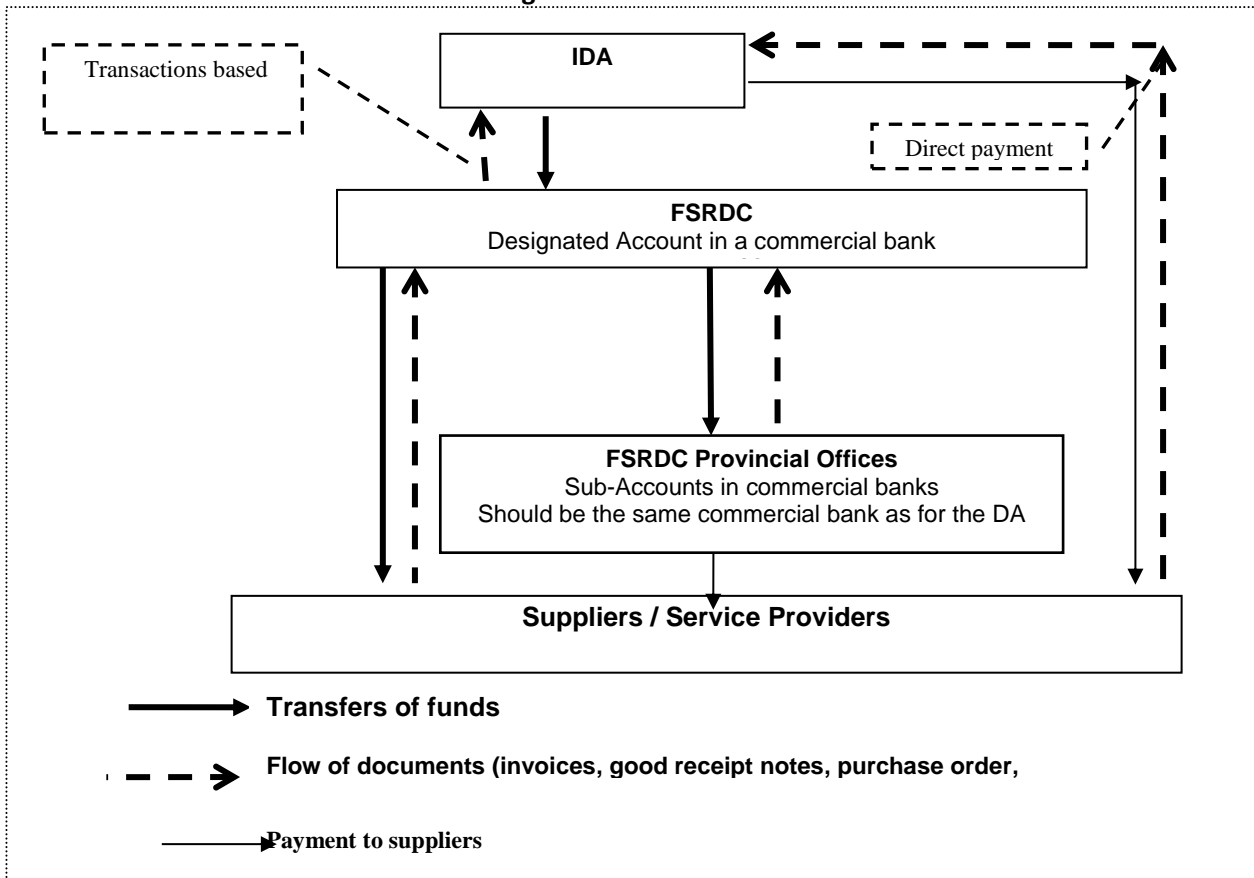 IDA
Transactions based
Direct payment
FSRDC
Designated Account in a commercial bank
FSRDC Provincial Offices
Sub-Accounts in commercial banks
Should be the same commercial bank as for the DA
Suppliers / Service Providers
Transfers of funds
Flow of documents (invoices, good receipt notes, purchase order,
Payment to suppliers